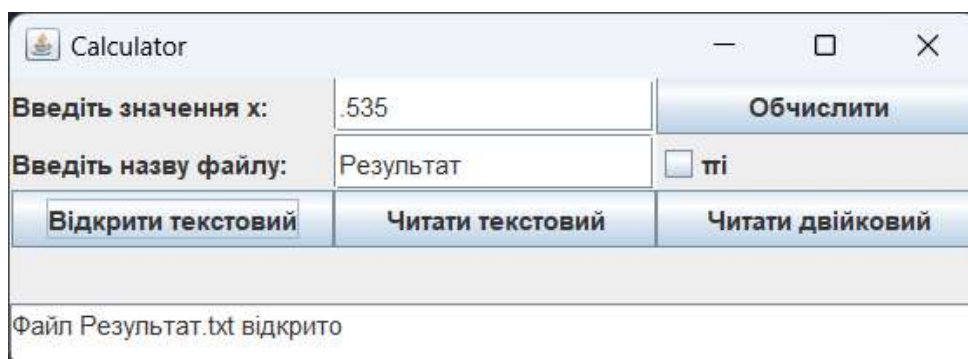 Calculator
Введіть значення x: .535 Обчислити
Введіть назву файлу: Результат πi
Відкрити текстовий Читати текстовий Читати двійковий
Файл Результат.txt відкрито